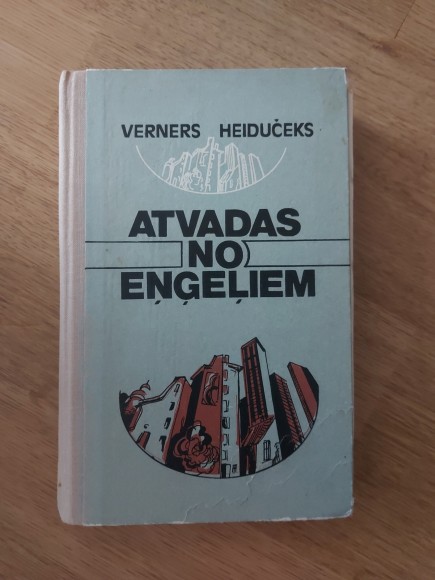 VERNERS HEIDUČEKS
ATVADAS
NO
EŅĢEĻIEM